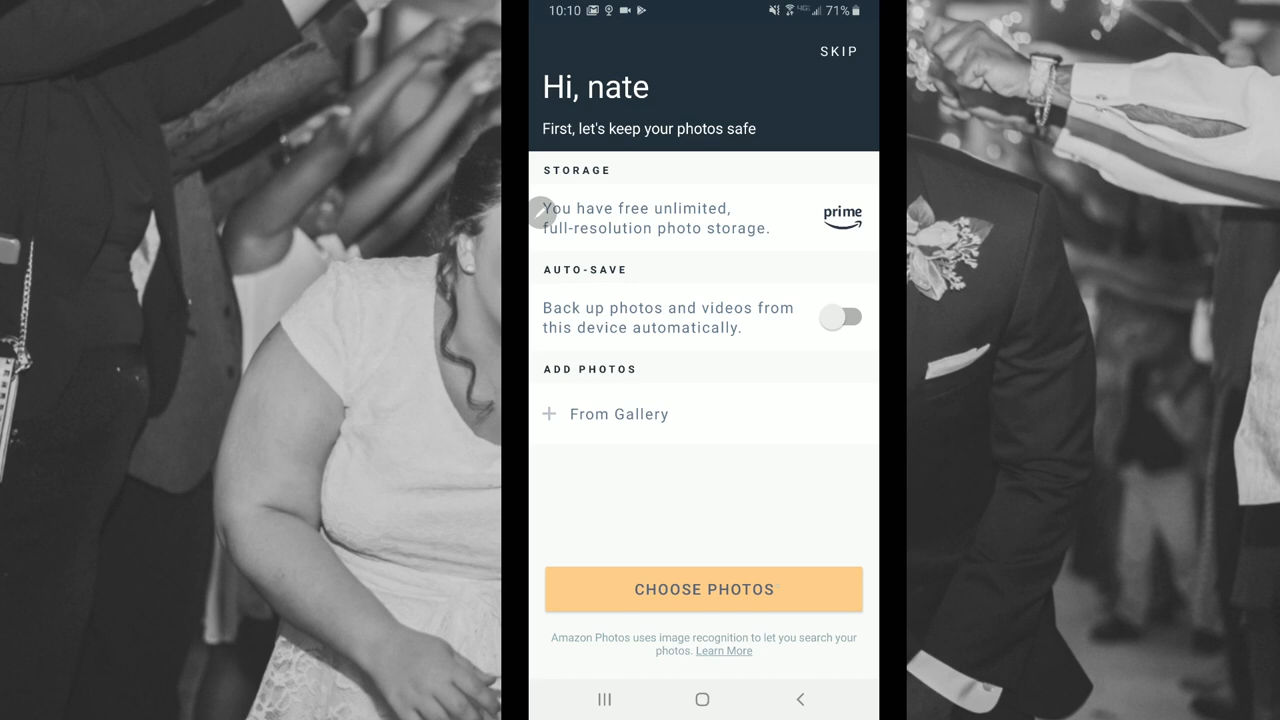 10:10 71%
SKIP
Hi, nate
First, let's keep your photos safe
STORAGE
You have free unlimited,
full-resolution photo storage.
prime
AUTO-SAVE
Back up photos and videos from
this device automatically.
ADD PHOTOS
From Gallery
CHOOSE PHOTOS
Amazon Photos uses image recognition to let you search your
photos. Learn More